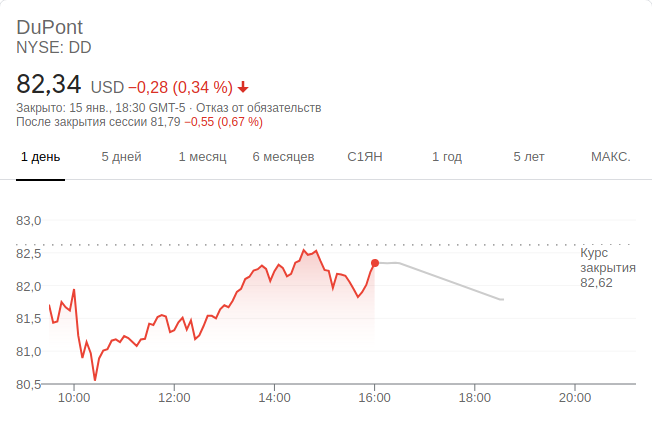 DuPont
NYSE: DD
82,34 USD −0,28 (0,34 %)
Закрыто: 15 янв., 18:30 GMT-5 · Отказ от обязательств
После закрытия сессии 81,79 −0,55 (0,67 %)
1 день 5 дней 1 месяц 6 месяцев С1ЯН 1 год 5 лет МАКС.
83,0
82,5
82,0
81,5
81,0
80,5
Курс
закрытия
82,62
10:00 12:00 14:00 16:00 18:00 20:00